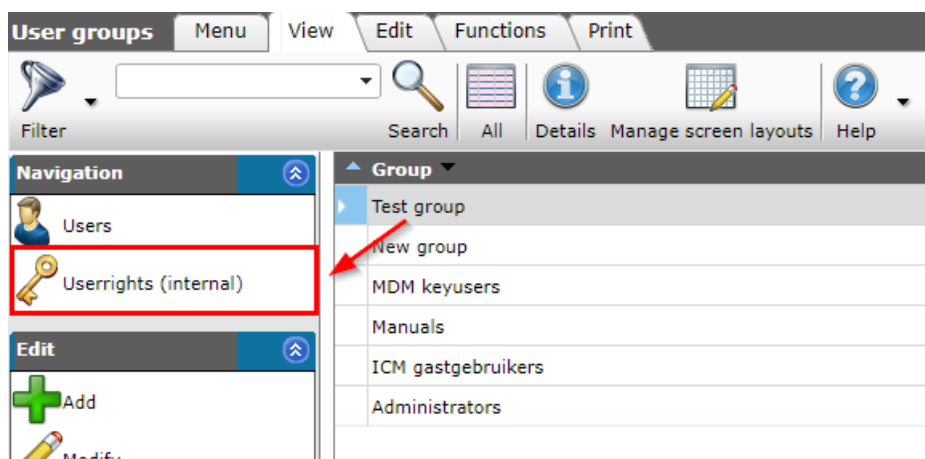 User groups Menu View Edit Functions Print
Filter Search All Details Manage screen layouts Help
Navigation
Users
Userrights (internal)
Edit
Add
Modify
Group
Test group
New group
MDM keyusers
Manuals
ICM gastgebruikers
Administrators